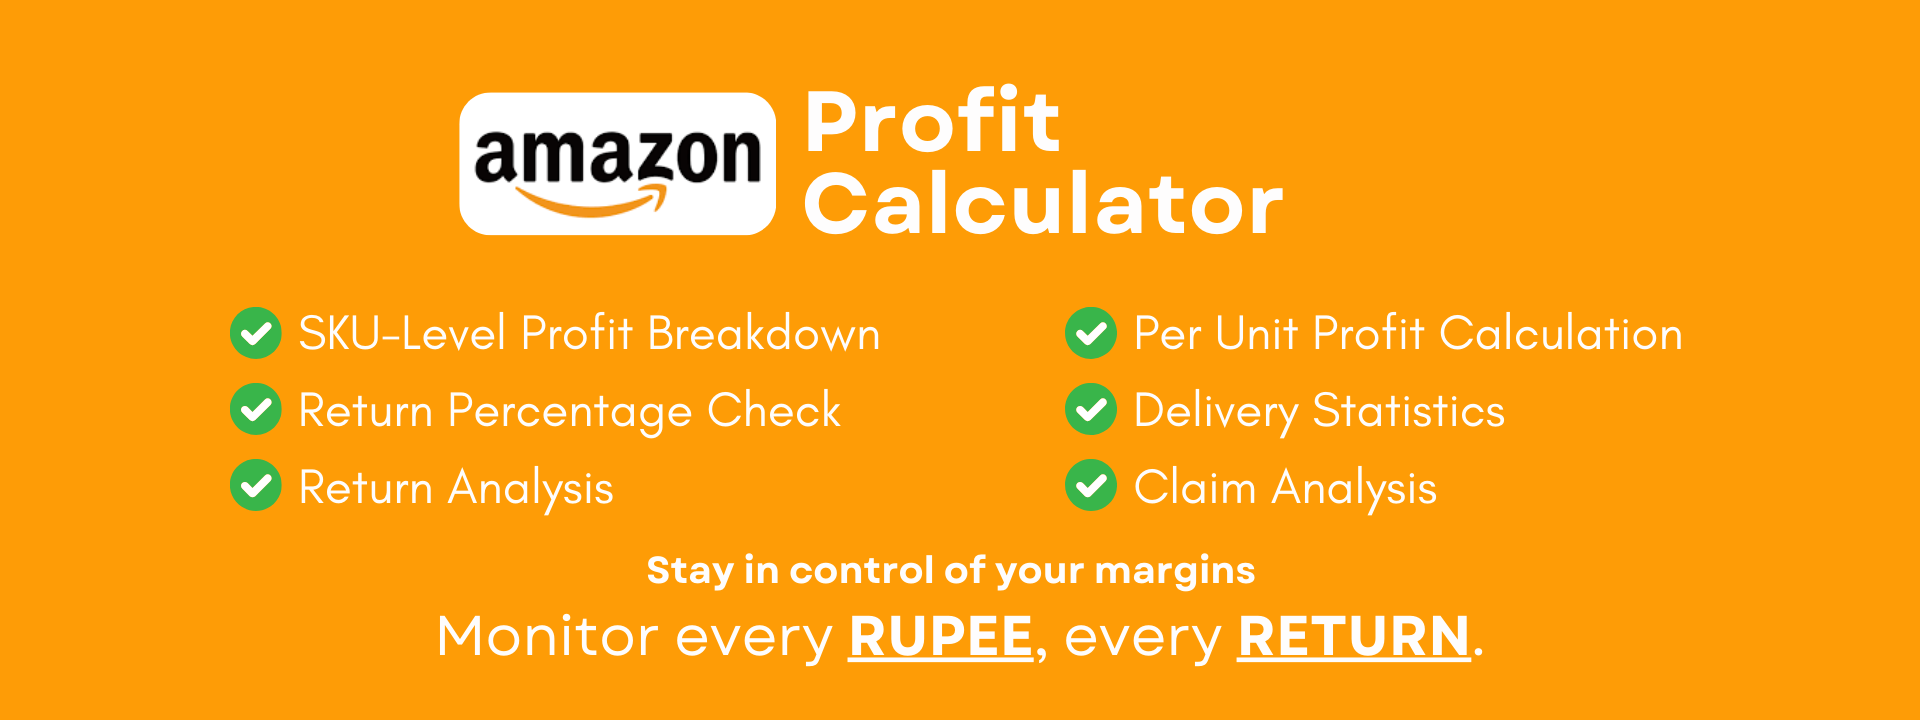 amazon
Profit
Calculator
SKU-Level Profit Breakdown
Return Percentage Check
Return Analysis
Per Unit Profit Calculation
Delivery Statistics
Claim Analysis
Stay in control of your margins
Monitor every RUPEE, every RETURN.